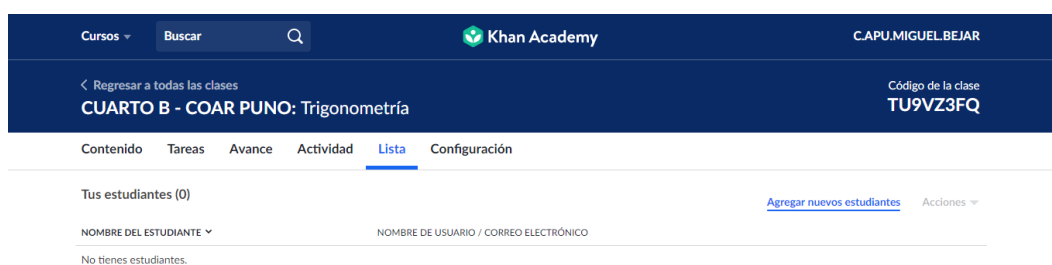 Cursos Buscar Khan Academy C.APU.MIGUEL.BEJAR
Regresar a todas las clases Código de la clase
CUARTO B - COAR PUNO: Trigonometría TU9VZ3FQ
Contenido Tareas Avance Actividad Lista Configuración
Tus estudiantes (0) Agregar nuevos estudiantes Acciones
NOMBRE DEL ESTUDIANTE NOMBRE DE USUARIO / CORREO ELECTRÓNICO
No tienes estudiantes.